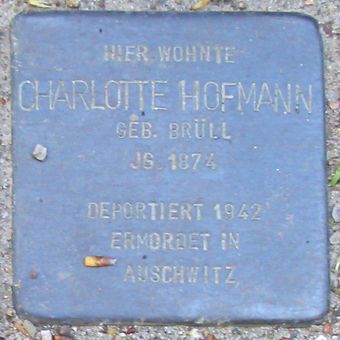 HIER WOHNTE
CHARLOTTE HOFMANN
GEB. BRÜLL
JG. 1874
DEPORTIERT 1942
ERMORDET IN
AUSCHWITZ